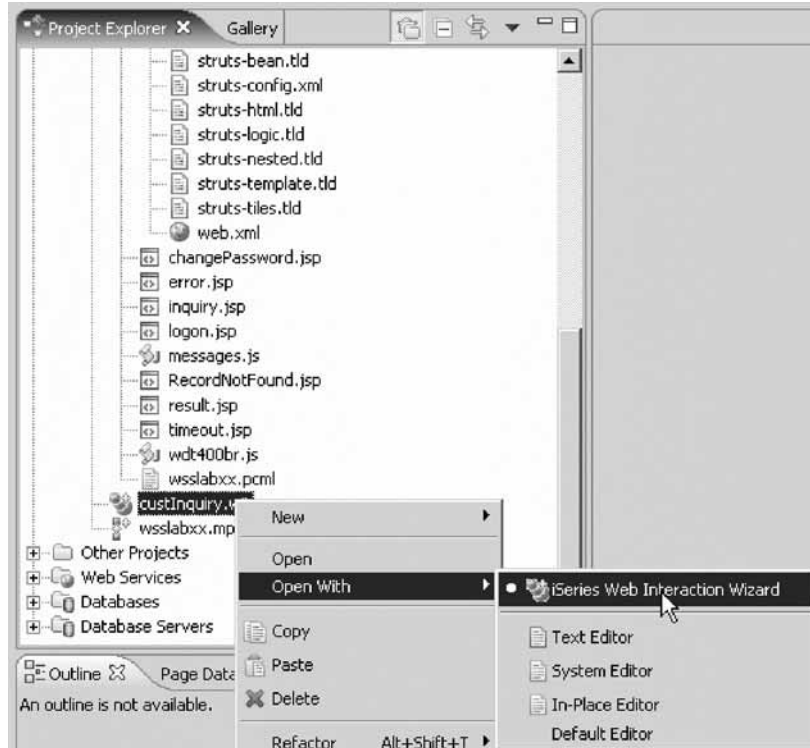 Project Explorer Gallery
struts-bean.tld
struts-config.xml
struts-html.tld
struts-logic.tld
struts-nested.tld
struts-template.tld
struts-tiles.tld
web.xml
changePassword.jsp
error.jsp
inquiry.jsp
logon.jsp
messages.js
RecordNotFound.jsp
result.jsp
timeout.jsp
wdt400br.js
wsslabxx.pcml
custInquiry.
wsslabxx.mp
Other Projects
Web Services
Databases
Database Servers
New
Open
Open With
Copy
Paste
Delete
Refactor Alt+Shift+T
iSeries Web Interaction Wizard
Text Editor
System Editor
In-Place Editor
Default Editor
Outline Page Data
An outline is not available.